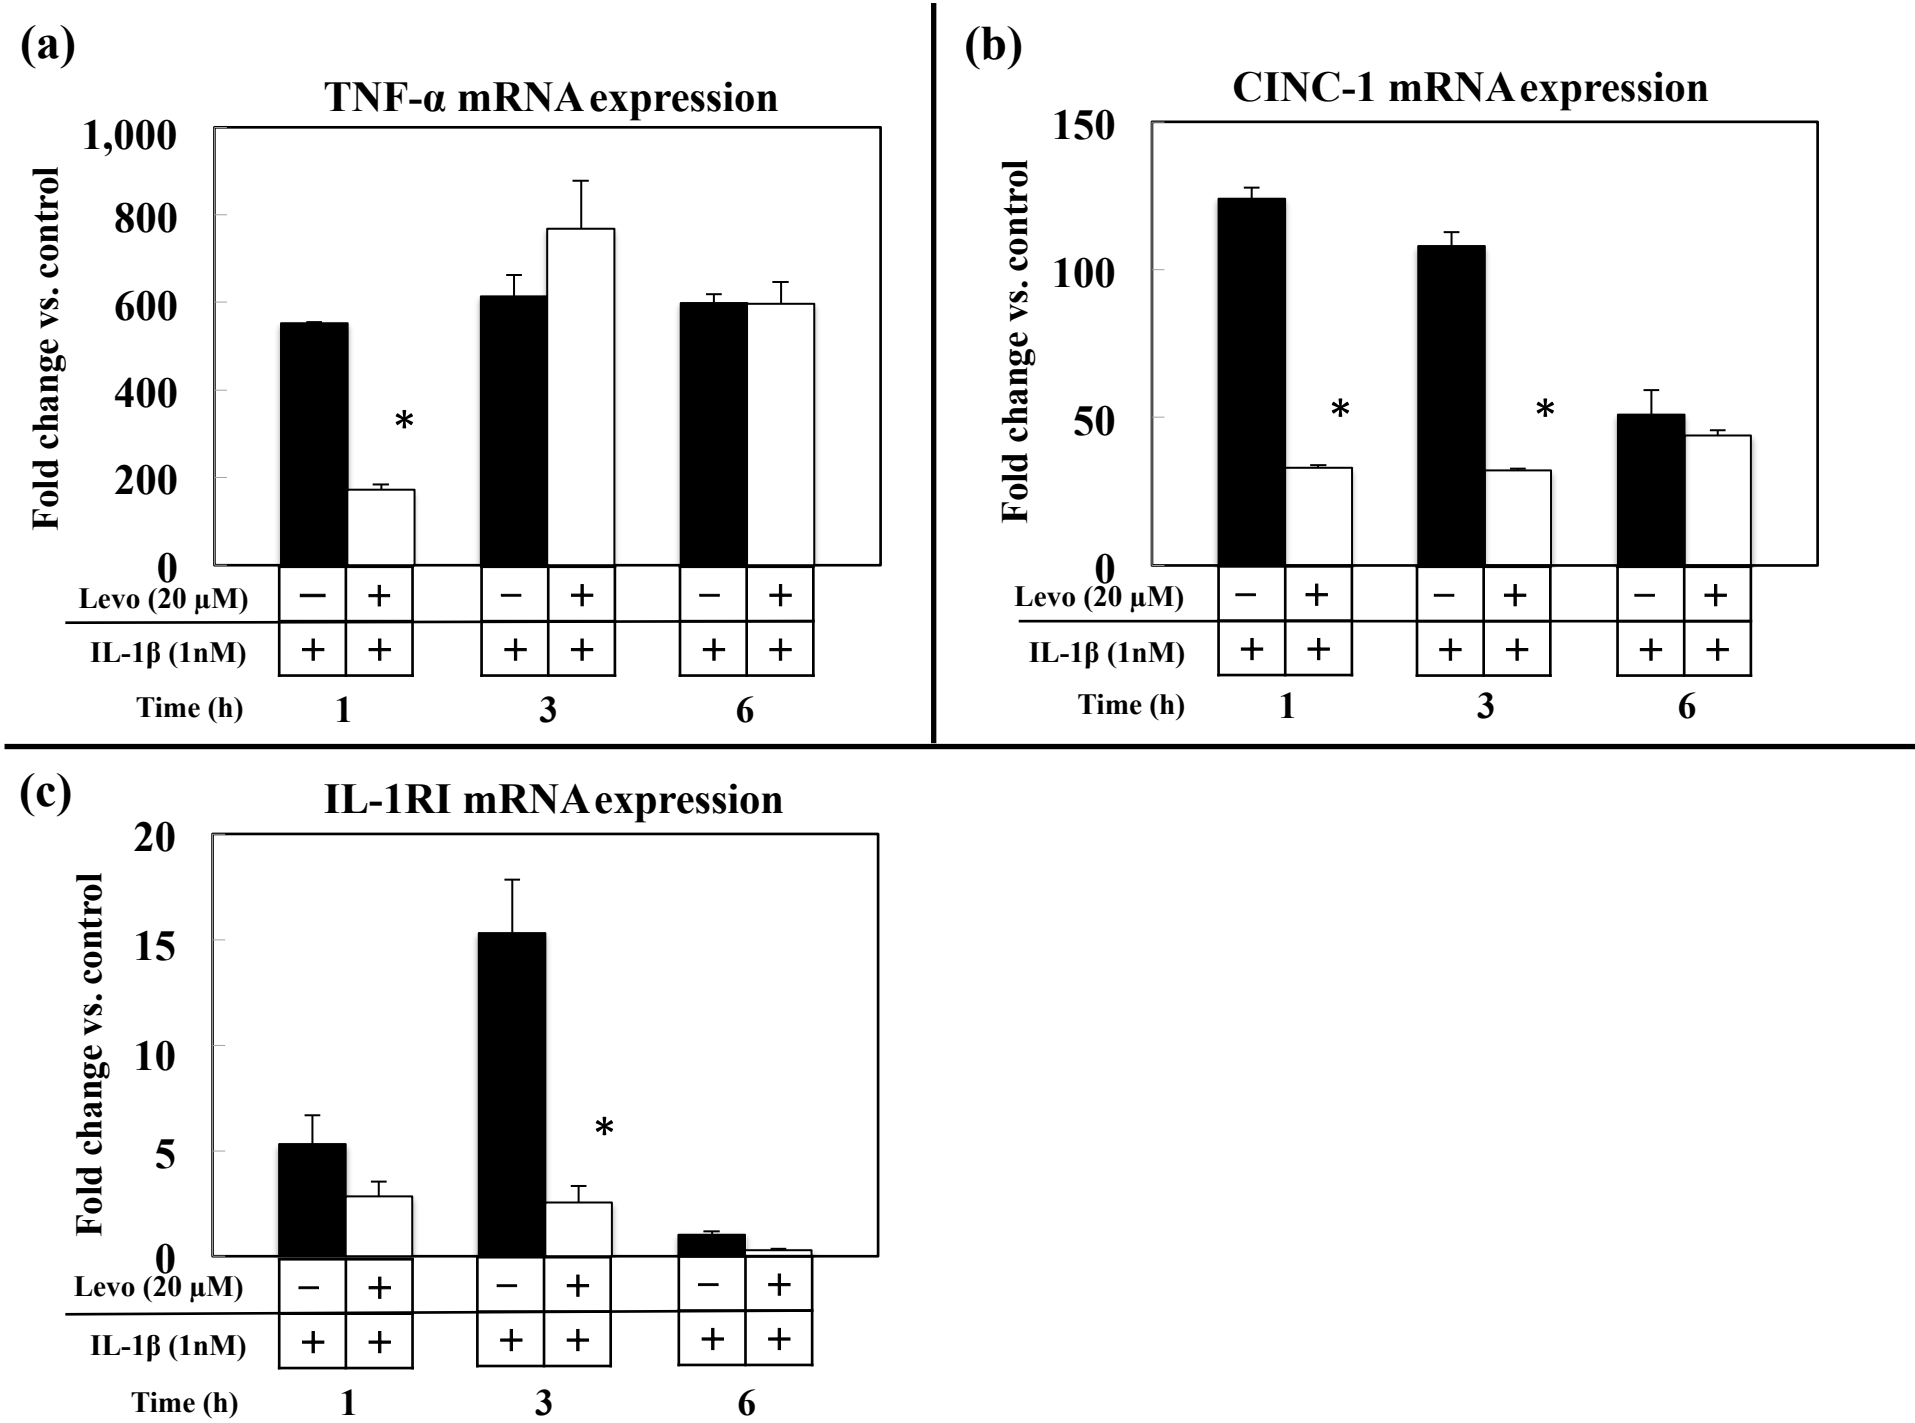 (a)
TNF-α mRNA expression
Fold change vs. control
1,000
800
600
400
200
0
Levo (20 μM) − + − + − +
IL-1β (1nM) + + + + + +
Time (h) 1 3 6
*
(b)
CINC-1 mRNA expression
Fold change vs. control
150
100
50
0
* *
Levo (20 μM) − + − + − +
IL-1β (1nM) + + + + + +
Time (h) 1 3 6
(c)
IL-1RI mRNA expression
Fold change vs. control
20
15
10
5
0
*
Levo (20 μM) − + − + − +
IL-1β (1nM) + + + + + +
Time (h) 1 3 6